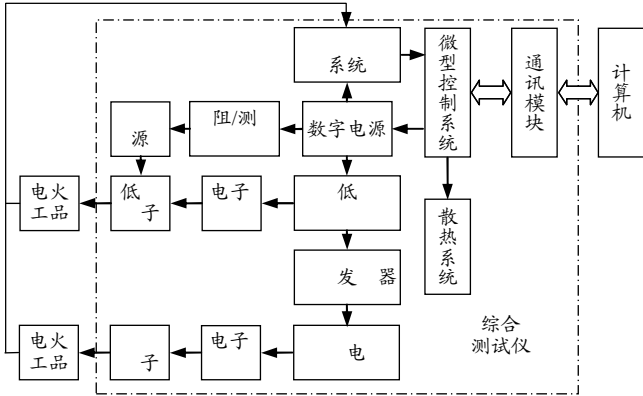 系统
微型控制系统
通讯模块
计算机
阻/测
数字电源
源
电火
工品
低
子
电子
低
散热系统
发 器
综合
测试仪
电火
工品
子
电子
电